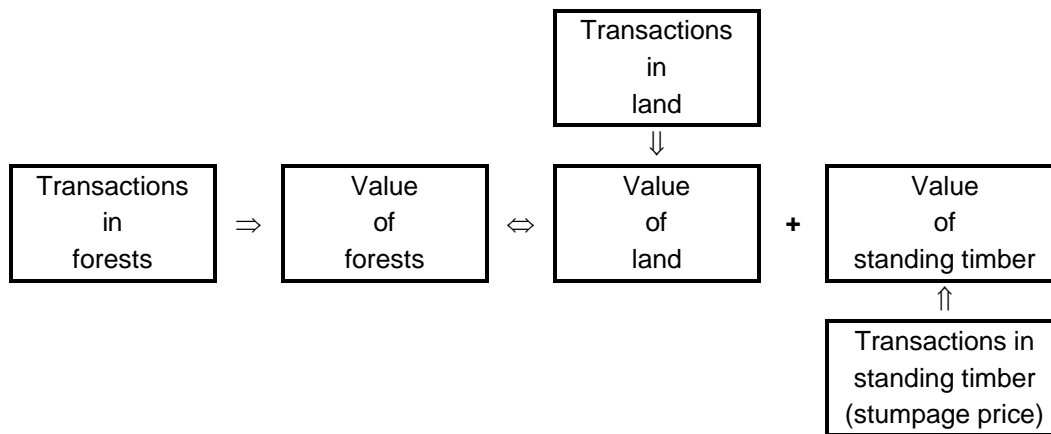 Transactions
in
land
⇓
Transactions
in
forests
⇒
Value
of
forests
⇔
Value
of
land
+
Value
of
standing timber
⇑
Transactions in
standing timber
(stumpage price)